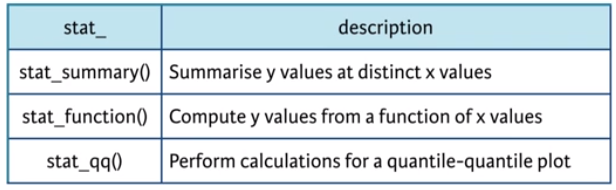 stat_ description
stat_summary() Summarise y values at distinct x values
stat_function() Compute y values from a function of x values
stat_qq() Perform calculations for a quantile-quantile plot